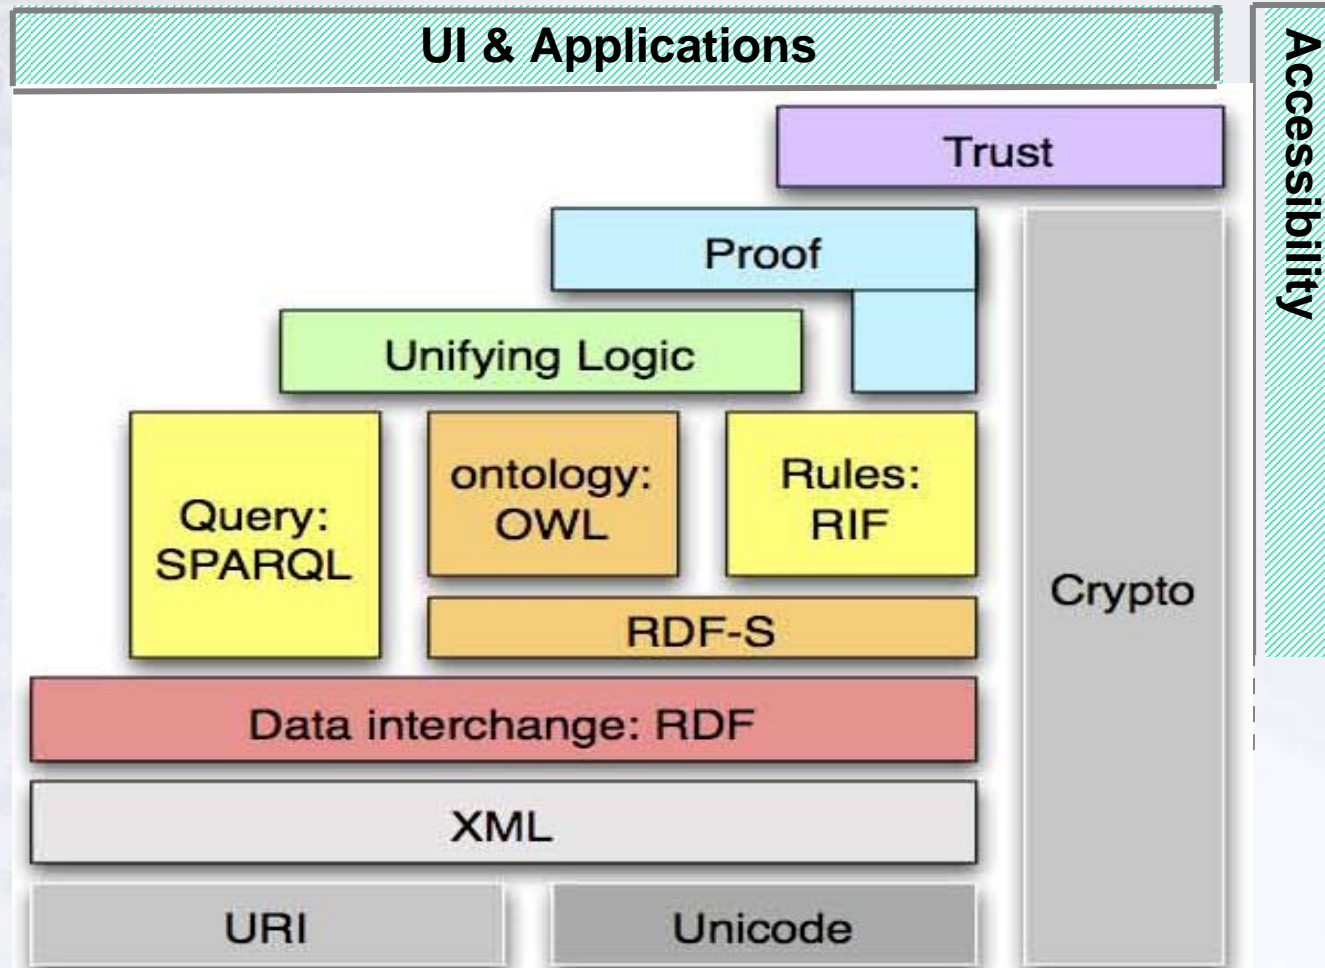 UI & Applications
Accessibility
Trust
Proof
Unifying Logic
Query:
SPARQL
ontology:
OWL
Rules:
RIF
Crypto
RDF-S
Data interchange: RDF
XML
URI
Unicode